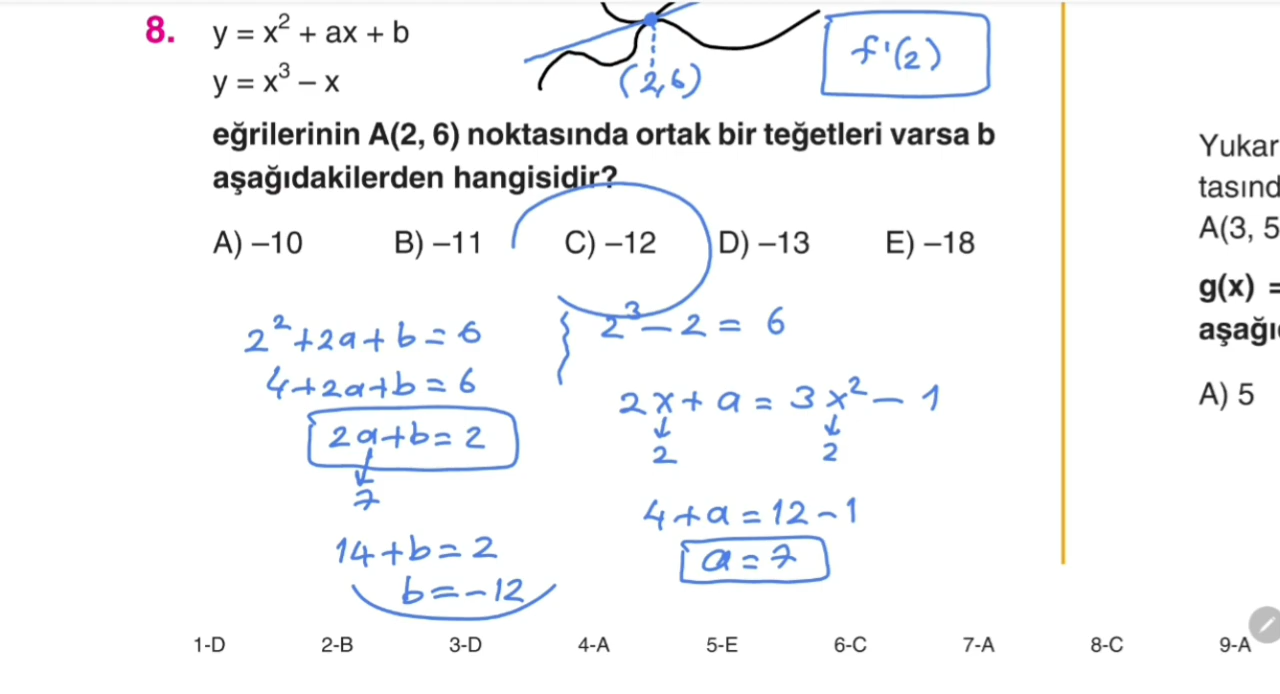 8. y = x² + ax + b
y = x³ – x
f'(2)
(2,6)
eğrilerinin A(2, 6) noktasında ortak bir teğetleri varsa b
aşağıdakilerden hangisidir?
A) –10 B) –11 C) –12 D) –13 E) –18
2² + 2a + b = 6
4 + 2a + b = 6
2a + b = 2
7
14 + b = 2
b = -12
2³ - 2 = 6
2x + a = 3x² - 1
2 2
4 + a = 12 - 1
a = 7
Yukar
tasınd
A(3, 5
g(x) =
aşağı
A) 5
1-D 2-B 3-D 4-A 5-E 6-C 7-A 8-C 9-A